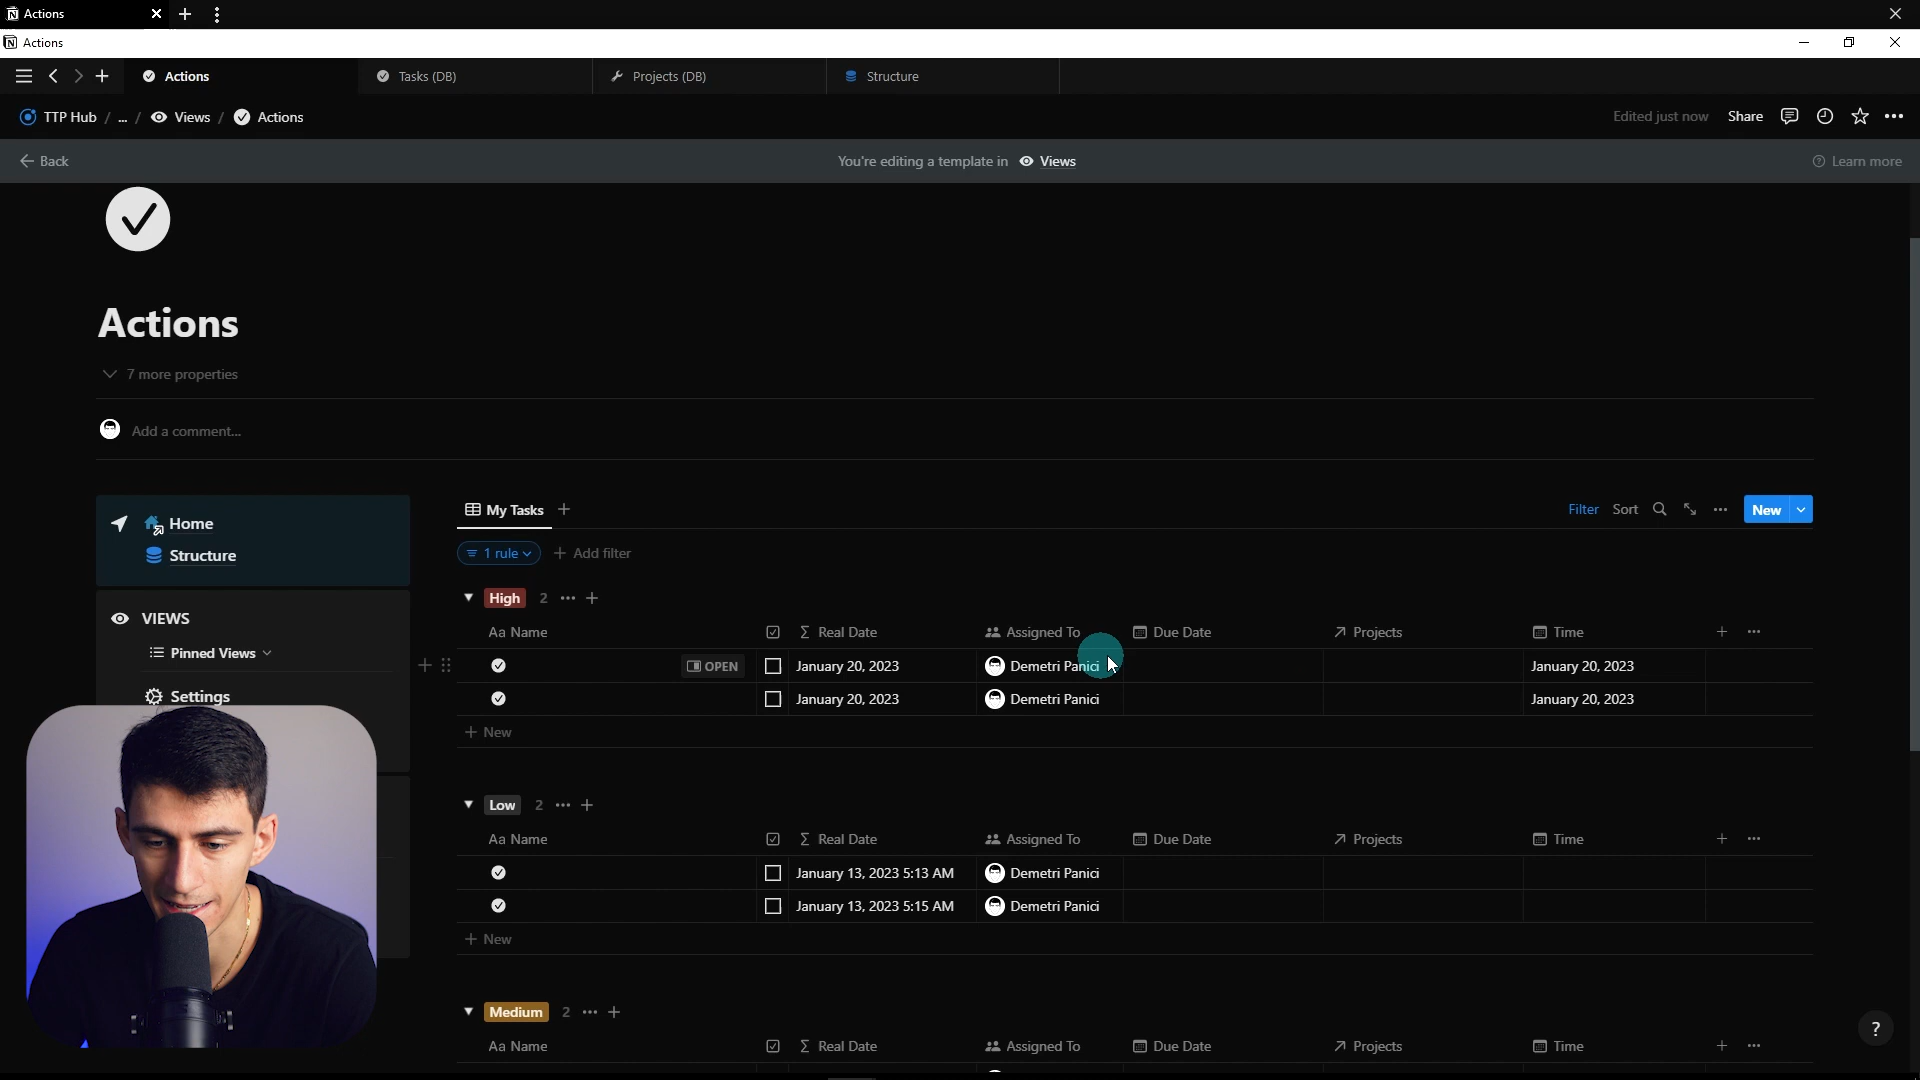 Actions
Actions
Actions
Tasks (DB)
Projects (DB)
Structure
TTP Hub / ... / Views / Actions
Edited just now
Share
Back
You're editing a template in Views
Learn more
Actions
7 more properties
Add a comment...
Home
Structure
VIEWS
Pinned Views
Settings
My Tasks
Filter
Sort
New
1 rule
Add filter
High 2
Aa Name
Σ Real Date
Assigned To
Due Date
Projects
Time
OPEN
January 20, 2023
Demetri Panici
January 20, 2023
January 20, 2023
Demetri Panici
January 20, 2023
New
Low 2
Aa Name
Σ Real Date
Assigned To
Due Date
Projects
Time
January 13, 2023 5:13 AM
Demetri Panici
January 13, 2023 5:15 AM
Demetri Panici
New
Medium 2
Aa Name
Σ Real Date
Assigned To
Due Date
Projects
Time
?